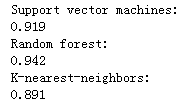 Support vector machines:
0.919
Random forest:
0.942
K-nearest-neighbors:
0.891